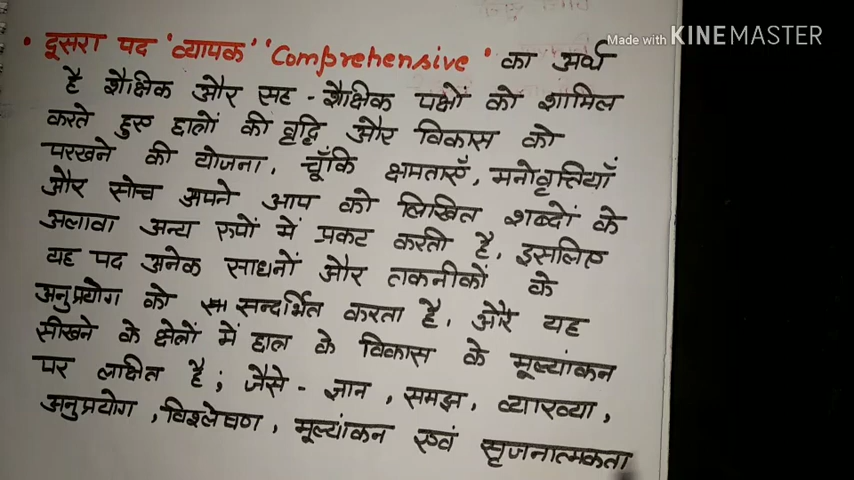 Made with KINEMASTER
• दूसरा पद 'व्यापक' 'Comprehensive' का अर्थ
है शैक्षिक और सह - शैक्षिक पक्षों को शामिल
करते हुए छात्रों की वृद्धि और विकास को
परखने की योजना, चूँकि क्षमताएँ, मनोवृत्तियाँ
और सोच अपने आप को लिखित शब्दों के
अलावा अन्य रुपों में प्रकट करती है, इसलिए
यह पद अनेक साधनों और तकनीकों के
अनुप्रयोग को सन्दर्भित करता है, और यह
सीखने के क्षेत्रों में छात्र के विकास के मूल्यांकन
पर लक्षित है; जैसे - ज्ञान, समझ, व्याख्या,
अनुप्रयोग, विश्लेषण, मूल्यांकन एवं सृजनात्मकता